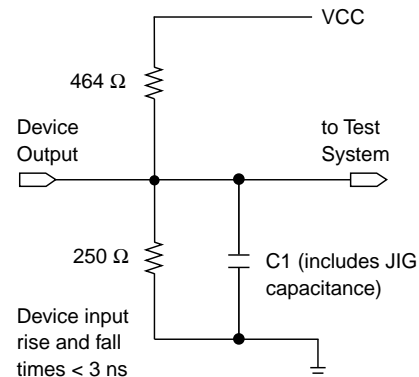 VCC
464 Ω
Device
Output
to Test
System
250 Ω
C1 (includes JIG
capacitance)
Device input
rise and fall
times < 3 ns